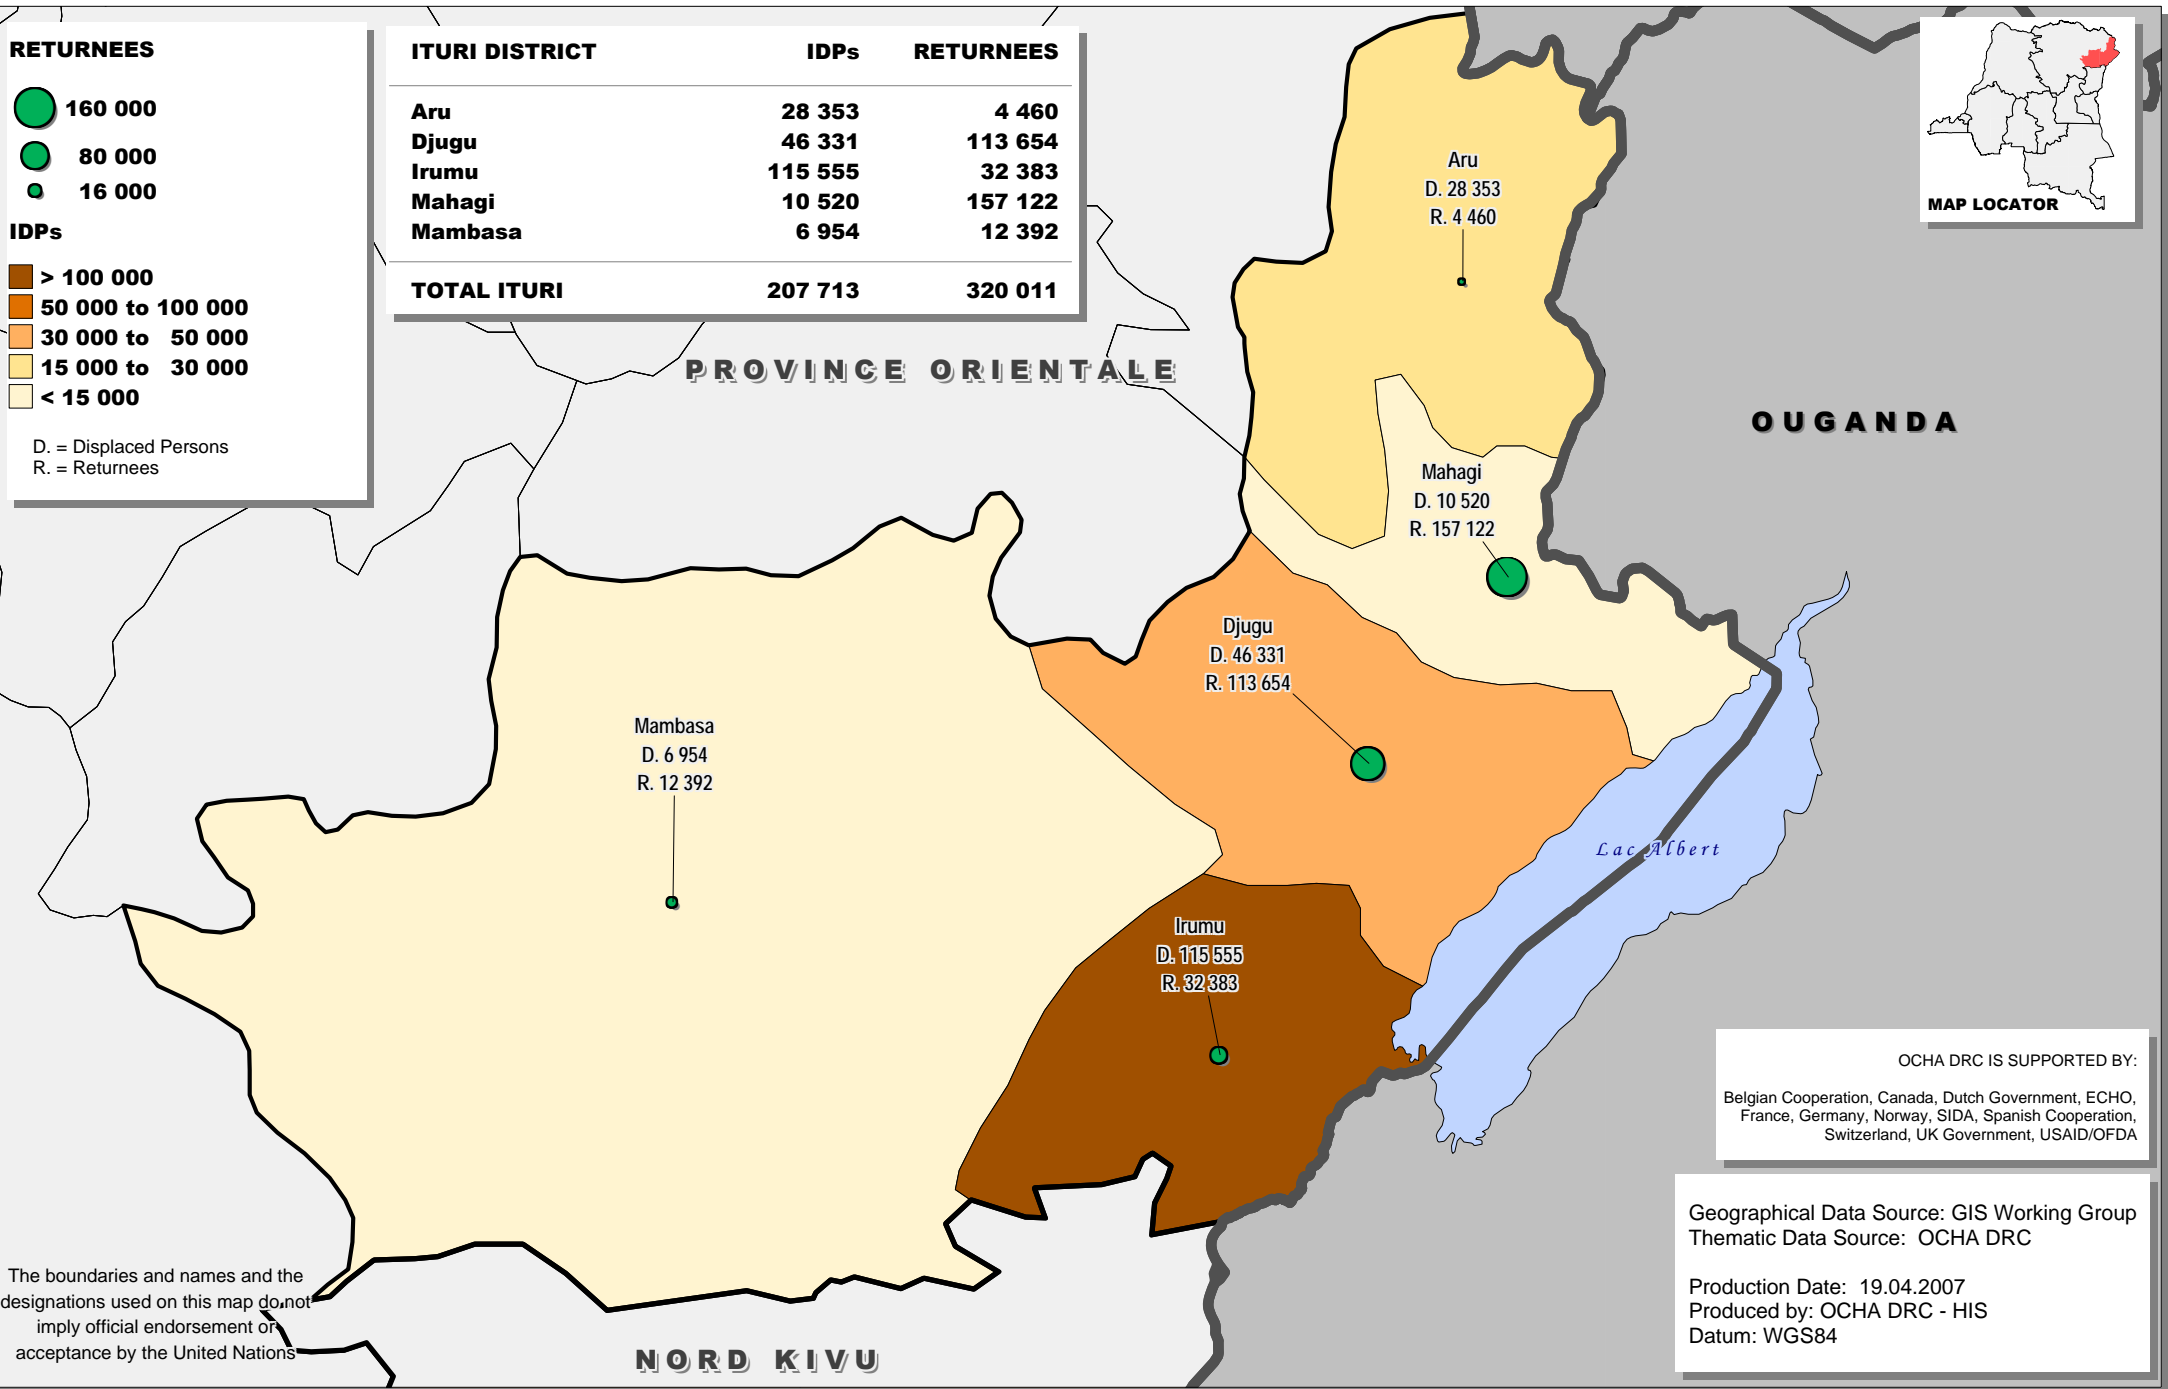 RETURNEES
160 000
80 000
16 000
IDPs
> 100 000
50 000 to 100 000
30 000 to 50 000
15 000 to 30 000
< 15 000
D. = Displaced Persons
R. = Returnees
ITURI DISTRICT IDPs RETURNEES
Aru 28 353 4 460
Djugu 46 331 113 654
Irumu 115 555 32 383
Mahagi 10 520 157 122
Mambasa 6 954 12 392
TOTAL ITURI 207 713 320 011
MAP LOCATOR
PROVINCE ORIENTALE
OUGANDA
Aru
D. 28 353
R. 4 460
Mahagi
D. 10 520
R. 157 122
Djugu
D. 46 331
R. 113 654
Mambasa
D. 6 954
R. 12 392
Lac Albert
Irumu
D. 115 555
R. 32 383
NORD KIVU
The boundaries and names and the
designations used on this map do not
imply official endorsement or
acceptance by the United Nations
OCHA DRC IS SUPPORTED BY:
Belgian Cooperation, Canada, Dutch Government, ECHO,
France, Germany, Norway, SIDA, Spanish Cooperation,
Switzerland, UK Government, USAID/OFDA
Geographical Data Source: GIS Working Group
Thematic Data Source: OCHA DRC
Production Date: 19.04.2007
Produced by: OCHA DRC - HIS
Datum: WGS84